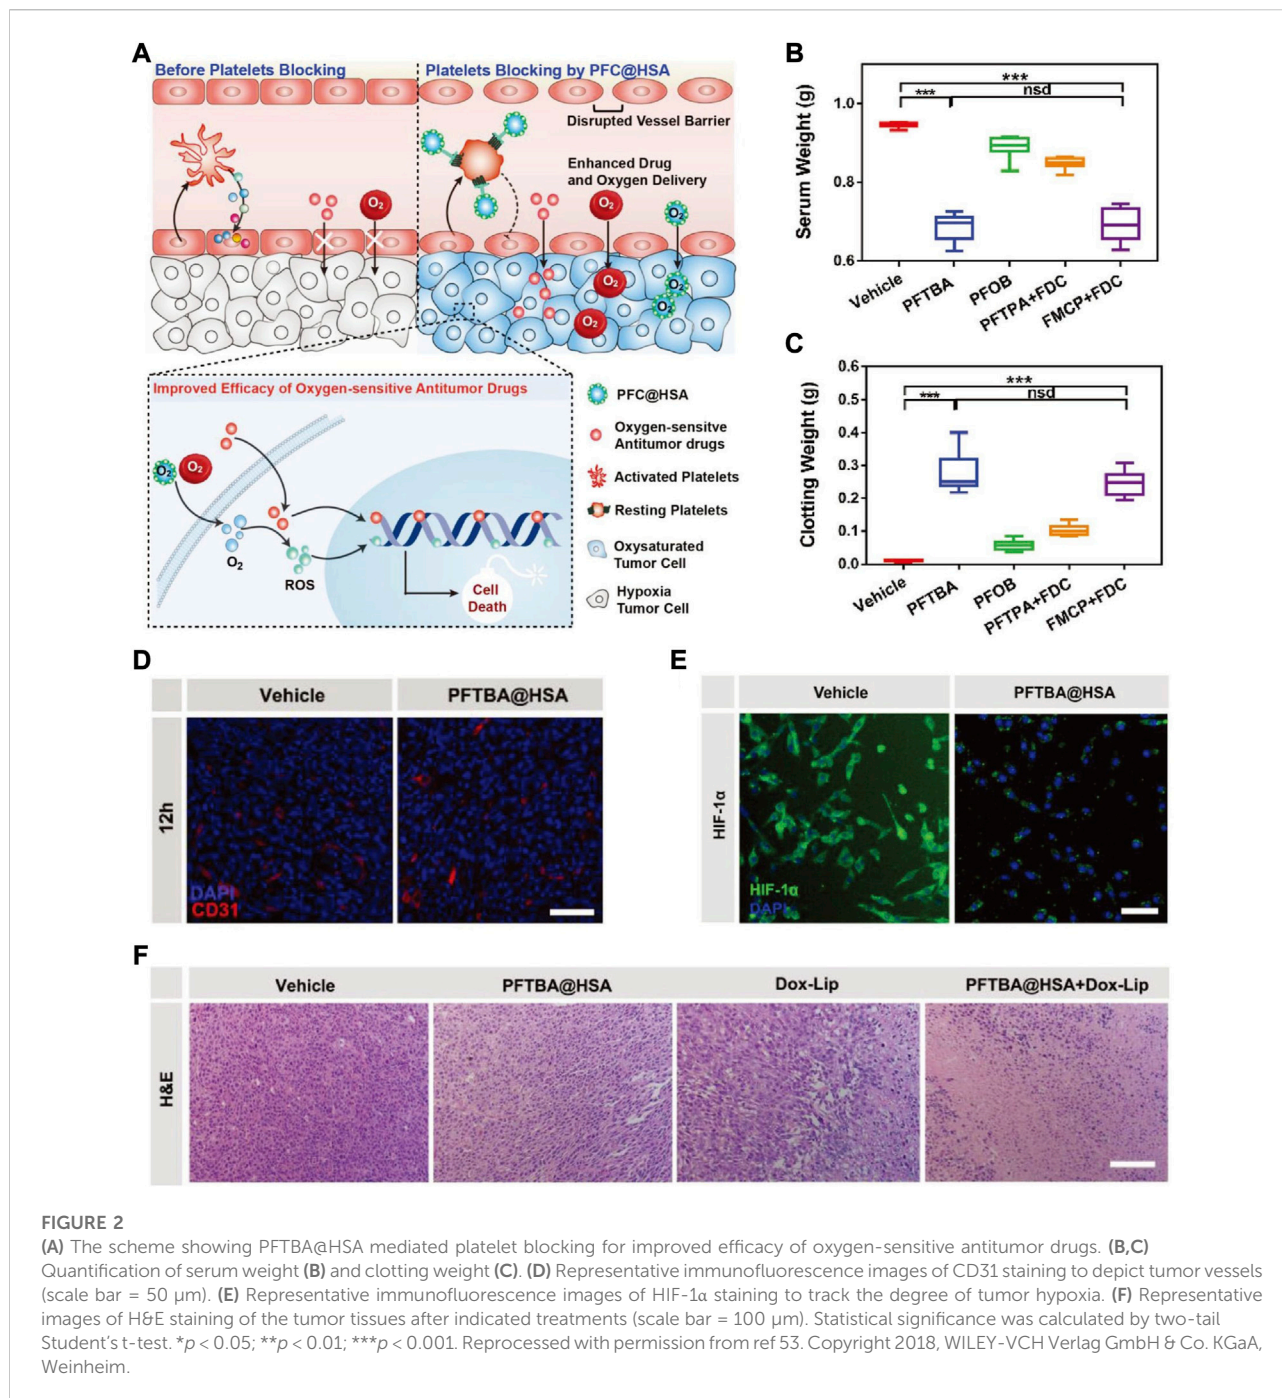 A
Before Platelets Blocking
Platelets Blocking by PFC@HSA
Disrupted Vessel Barrier
Enhanced Drug
and Oxygen Delivery
O₂
O₂
O₂
O₂
O₂
O₂
O₂
Improved Efficacy of Oxygen-sensitive Antitumor Drugs
O₂
O₂
O₂
ROS
Cell
Death
PFC@HSA
Oxygen-sensitve
Antitumor drugs
Activated Platelets
Resting Platelets
Oxysaturated
Tumor Cell
Hypoxia
Tumor Cell
B
Serum Weight (g)
1.0
0.8
0.6
***
***
nsd
Vehicle
PFTBA
PFOB
PFTPA+FDC
FMCP+FDC
C
Clotting Weight (g)
0.6
0.5
0.4
0.3
0.2
0.1
0.0
***
***
nsd
Vehicle
PFTBA
PFOB
PFTPA+FDC
FMCP+FDC
D
Vehicle
PFTBA@HSA
12h
DAPI
CD31
E
Vehicle
PFTBA@HSA
HIF-1α
HIF-1α
DAPI
F
Vehicle
PFTBA@HSA
Dox-Lip
PFTBA@HSA+Dox-Lip
H&E
FIGURE 2
(A) The scheme showing PFTBA@HSA mediated platelet blocking for improved efficacy of oxygen-sensitive antitumor drugs. (B,C)
Quantification of serum weight (B) and clotting weight (C). (D) Representative immunofluorescence images of CD31 staining to depict tumor vessels
(scale bar = 50 μm). (E) Representative immunofluorescence images of HIF-1α staining to track the degree of tumor hypoxia. (F) Representative
images of H&E staining of the tumor tissues after indicated treatments (scale bar = 100 μm). Statistical significance was calculated by two-tail
Student's t-test. *p < 0.05; **p < 0.01; ***p < 0.001. Reprocessed with permission from ref 53. Copyright 2018, WILEY-VCH Verlag GmbH & Co. KGaA,
Weinheim.